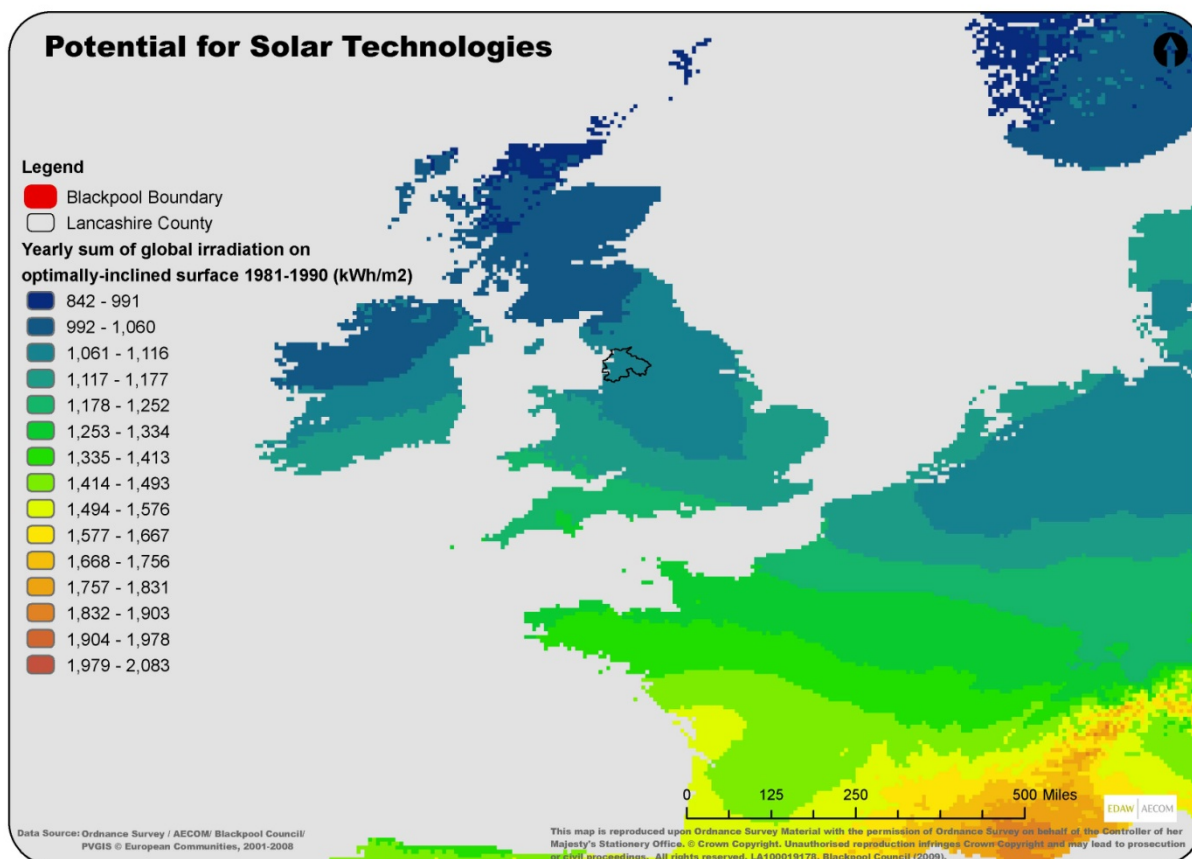 Potential for Solar Technologies
Legend
Blackpool Boundary
Lancashire County
Yearly sum of global irradiation on
optimally-inclined surface 1981-1990 (kWh/m2)
842 - 991
992 - 1,060
1,061 - 1,116
1,117 - 1,177
1,178 - 1,252
1,253 - 1,334
1,335 - 1,413
1,414 - 1,493
1,494 - 1,576
1,577 - 1,667
1,668 - 1,756
1,757 - 1,831
1,832 - 1,903
1,904 - 1,978
1,979 - 2,083
0 125 250 500 Miles
EDAW AECOM
Data Source: Ordnance Survey / AECOM/ Blackpool Council/
PVGIS © European Communities, 2001-2008
This map is reproduced upon Ordnance Survey Material with the permission of Ordnance Survey on behalf of the Controller of her
Majesty's Stationery Office. © Crown Copyright. Unauthorised reproduction infringes Crown Copyright and may lead to prosecution
or civil proceedings. All rights reserved. LA100019178. Blackpool Council (2009).